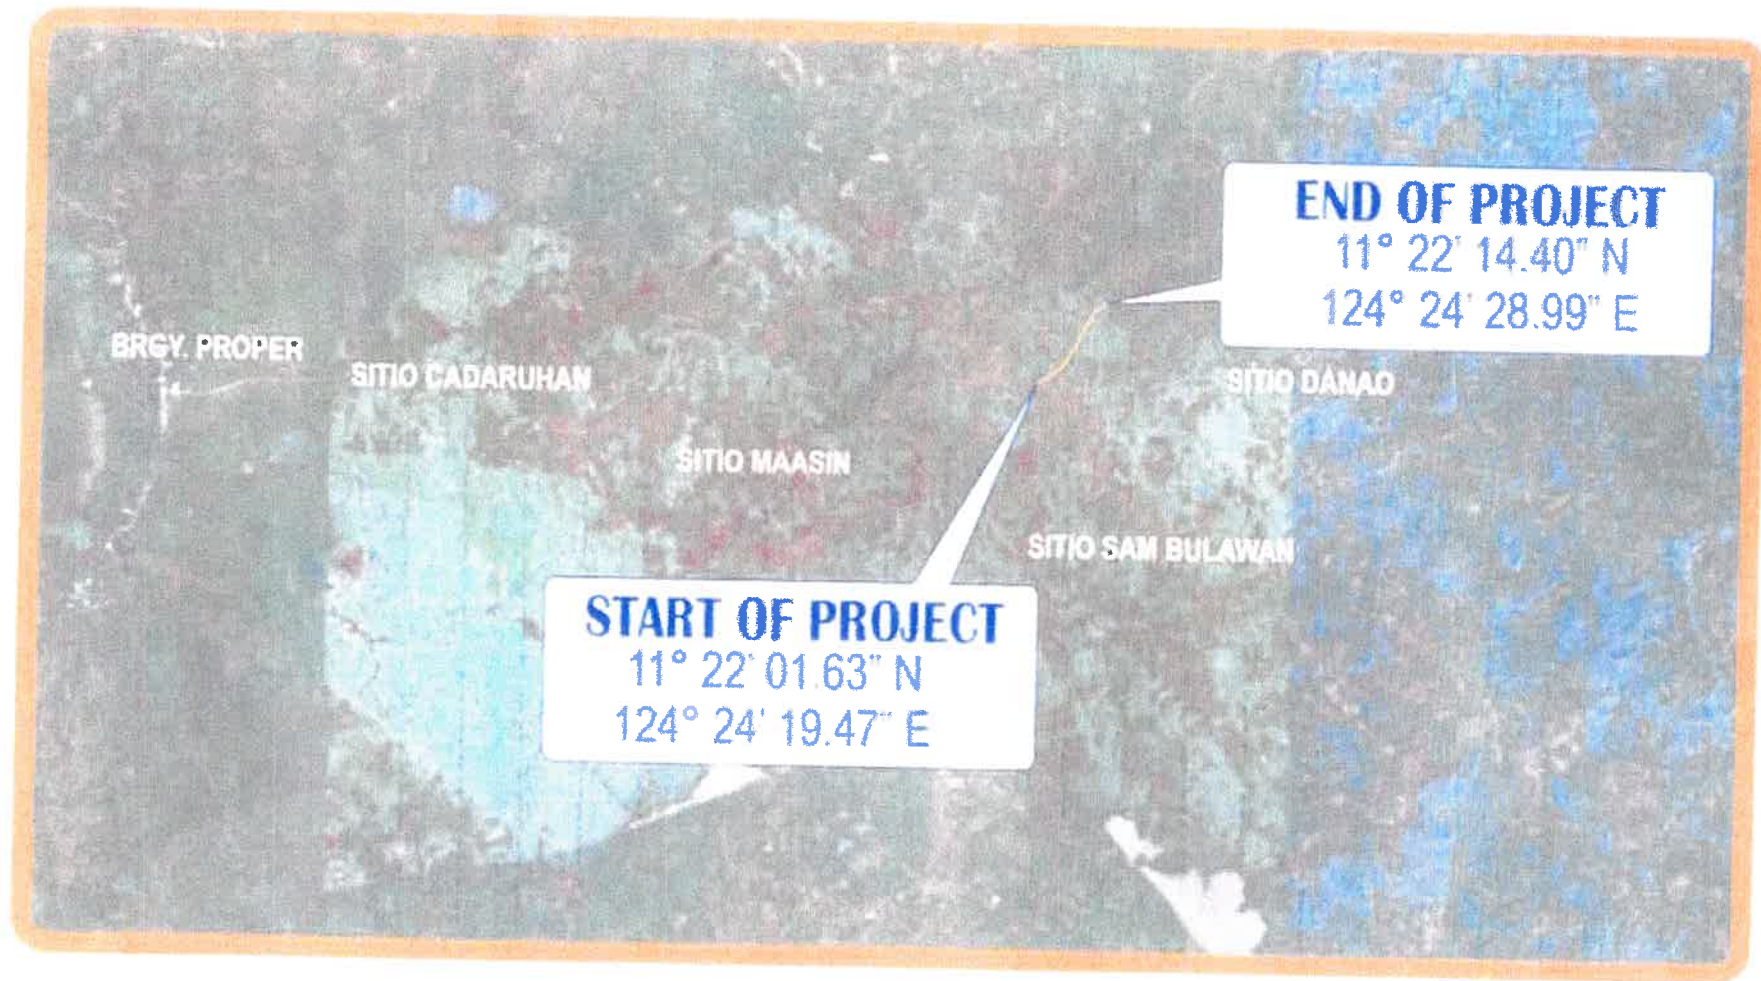 END OF PROJECT
11° 22' 14.40" N
124° 24' 28.99" E
BRGY. PROPER
SITIO CADARUHAN
SITIO DANAO
SITIO MAASIN
SITIO SAM BULAWAN
START OF PROJECT
11° 22' 01.63" N
124° 24' 19.47" E